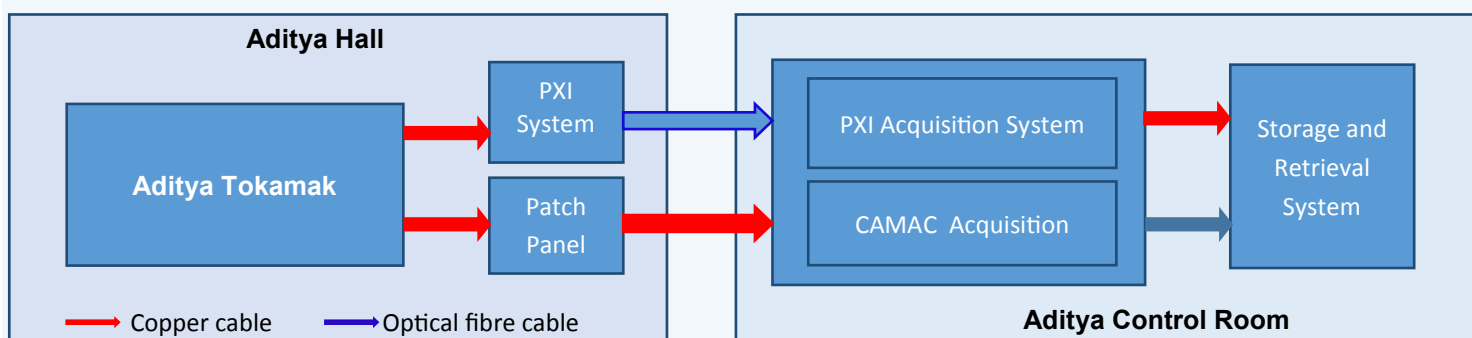 Aditya Hall
Aditya Tokamak
PXI
System
Patch
Panel
Copper cable
Optical fibre cable
PXI Acquisition System
CAMAC  Acquisition
Storage and
Retrieval
System
Aditya Control Room